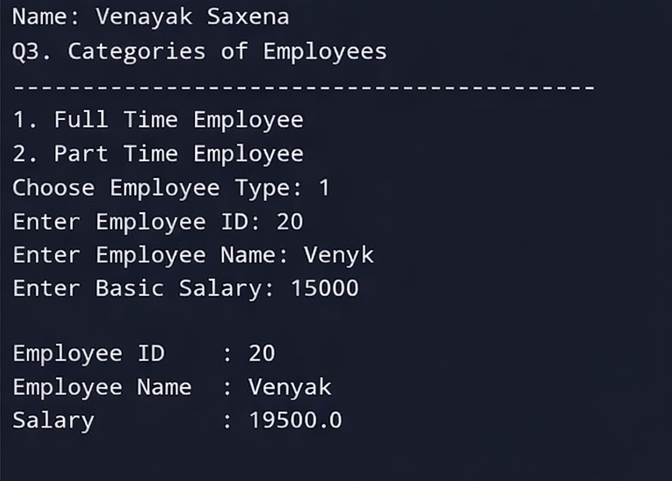 Name: Venayak Saxena
Q3. Categories of Employees
------------------------------------------
1. Full Time Employee
2. Part Time Employee
Choose Employee Type: 1
Enter Employee ID: 20
Enter Employee Name: Venyk
Enter Basic Salary: 15000
Employee ID    : 20
Employee Name  : Venyak
Salary         : 19500.0